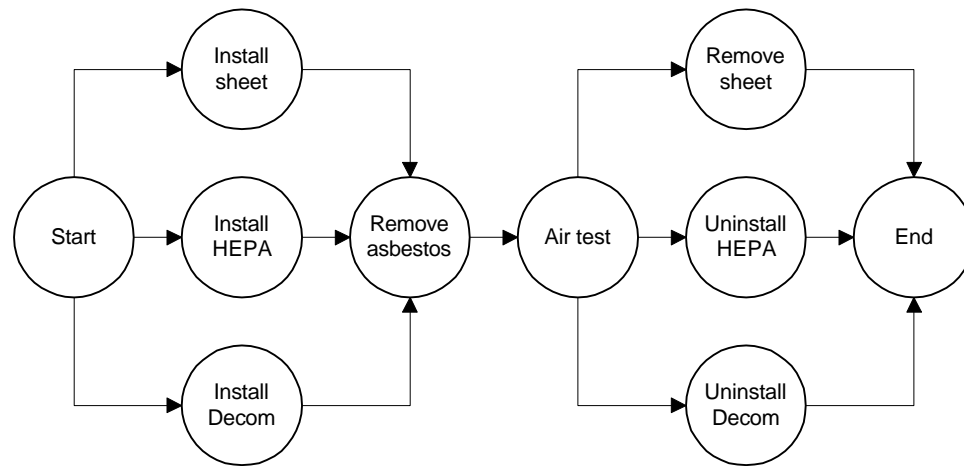 Install
sheet
Remove
sheet
Start
Install
HEPA
Remove
asbestos
Air test
Uninstall
HEPA
End
Install
Decom
Uninstall
Decom